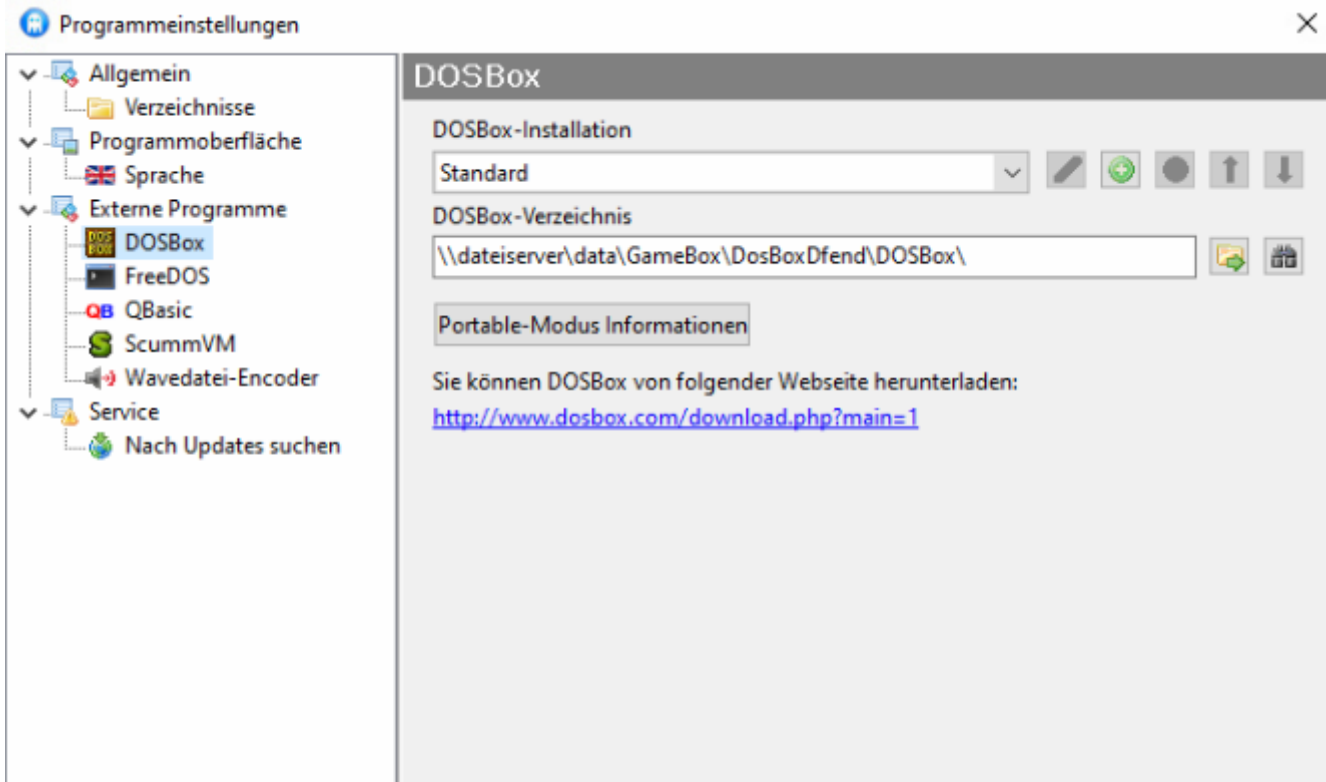 Programmeinstellungen
Allgemein
Verzeichnisse
Programmoberfläche
Sprache
Externe Programme
DOSBox
FreeDOS
QBasic
ScummVM
Wavedatei-Encoder
Service
Nach Updates suchen
DOSBox
DOSBox-Installation
Standard
DOSBox-Verzeichnis
\\dateiserver\data\GameBox\DosBoxDfend\DOSBox\
Portable-Modus Informationen
Sie können DOSBox von folgender Webseite herunterladen:
http://www.dosbox.com/download.php?main=1